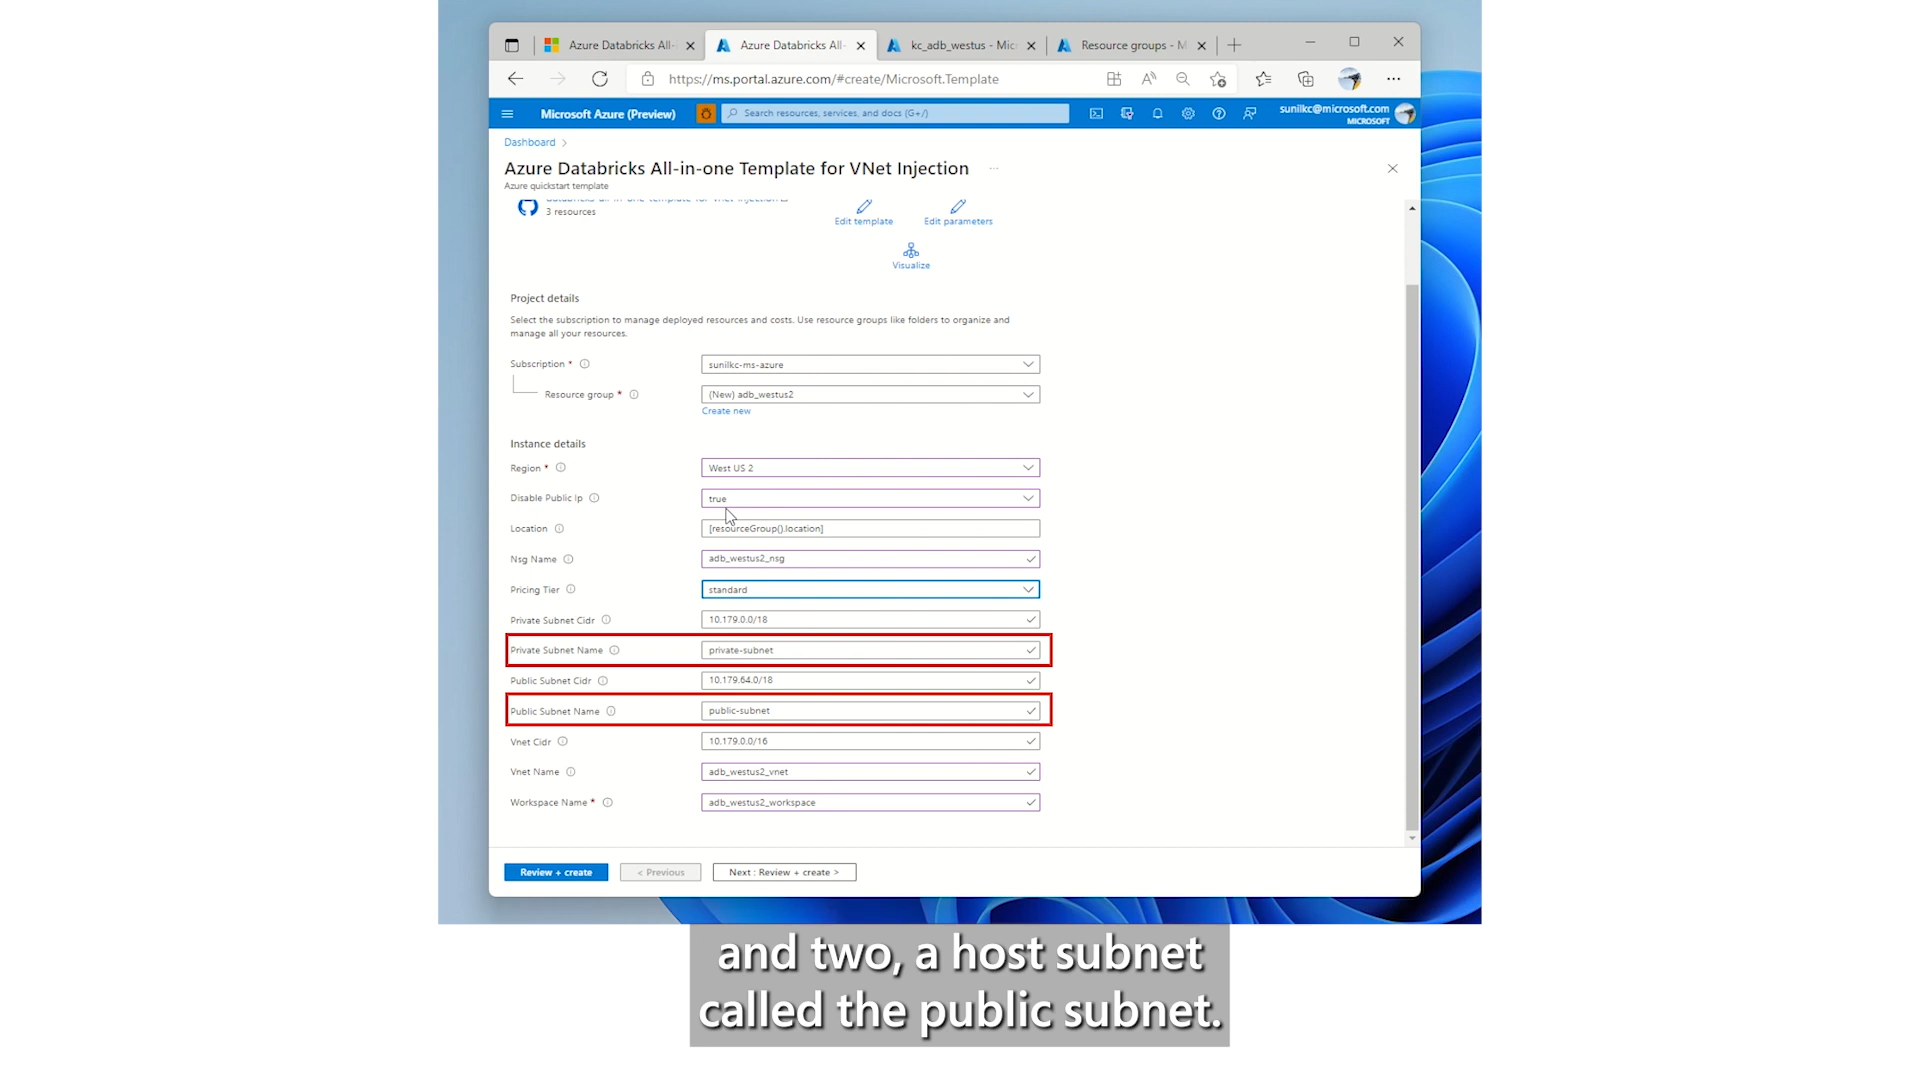 Azure Databricks All-
Azure Databricks All-
kc_adb_westus - Mic
Resource groups - M
https://ms.portal.azure.com/#create/Microsoft.Template
Microsoft Azure (Preview)
Search resources, services, and docs (G+/)
sunilkc@microsoft.com
MICROSOFT
Dashboard >
Azure Databricks All-in-one Template for VNet Injection ...
Azure quickstart template
databricks-all-in-one-template-for-vnet-injection
3 resources
Edit template
Edit parameters
Visualize
Project details
Select the subscription to manage deployed resources and costs. Use resource groups like folders to organize and
manage all your resources.
Subscription * sunilkc-ms-azure
Resource group * (New) adb_westus2
Create new
Instance details
Region * West US 2
Disable Public Ip true
Location [resourceGroup().location]
Nsg Name adb_westus2_nsg
Pricing Tier standard
Private Subnet Cidr 10.179.0.0/18
Private Subnet Name private-subnet
Public Subnet Cidr 10.179.64.0/18
Public Subnet Name public-subnet
Vnet Cidr 10.179.0.0/16
Vnet Name adb_westus2_vnet
Workspace Name * adb_westus2_workspace
Review + create
< Previous
Next : Review + create >
and two, a host subnet
called the public subnet.